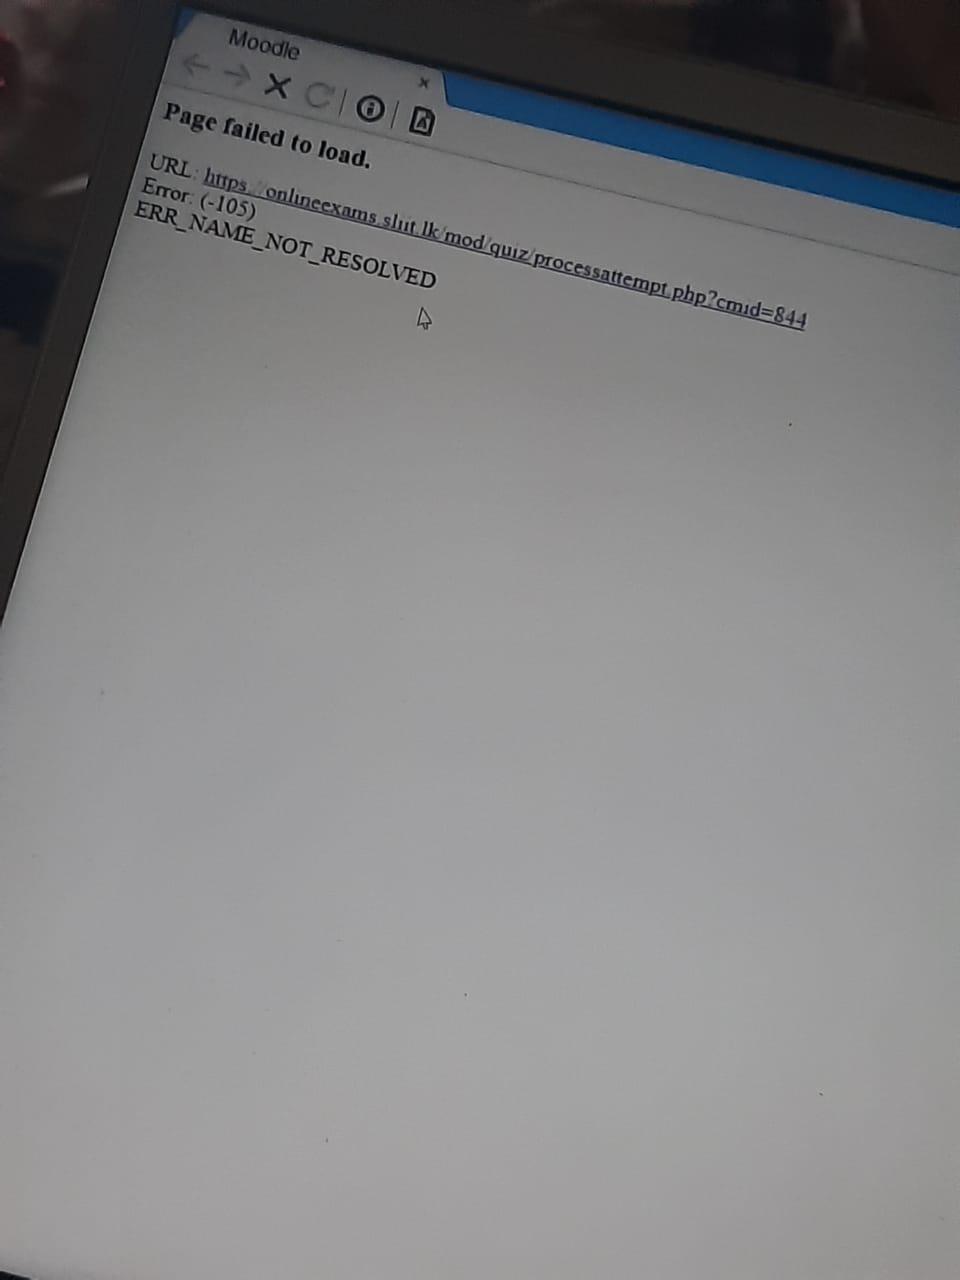 Moodle
Page failed to load.
URL: https://onlineexams.sliit.lk/mod/quiz/processattempt.php?cmid=844
Error: (-105)
ERR_NAME_NOT_RESOLVED